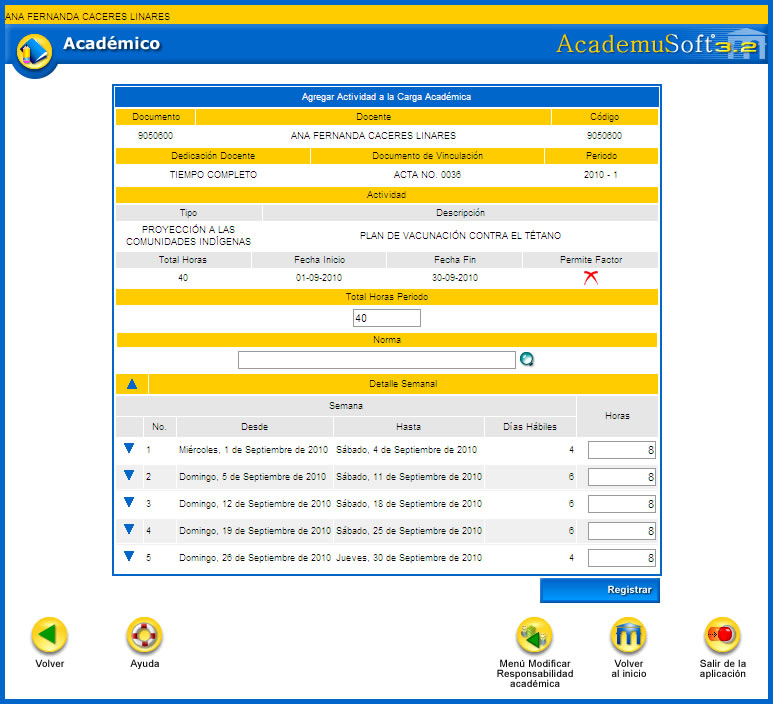 ANA FERNANDA CACERES LINARES
Académico
AcademuSoft 3.2
Agregar Actividad a la Carga Académica
Documento Docente Código
9050600 ANA FERNANDA CACERES LINARES 9050600
Dedicación Docente Documento de Vinculación Periodo
TIEMPO COMPLETO ACTA NO. 0036 2010 - 1
Actividad
Tipo Descripción
PROYECCIÓN A LAS
COMUNIDADES INDÍGENAS PLAN DE VACUNACIÓN CONTRA EL TÉTANO
Total Horas Fecha Inicio Fecha Fin Permite Factor
40 01-09-2010 30-09-2010
Total Horas Periodo
40
Norma
Detalle Semanal
Semana
Horas
No. Desde Hasta Días Hábiles
1 Miércoles, 1 de Septiembre de 2010 Sábado, 4 de Septiembre de 2010 4 8
2 Domingo, 5 de Septiembre de 2010 Sábado, 11 de Septiembre de 2010 6 8
3 Domingo, 12 de Septiembre de 2010 Sábado, 18 de Septiembre de 2010 6 8
4 Domingo, 19 de Septiembre de 2010 Sábado, 25 de Septiembre de 2010 6 8
5 Domingo, 26 de Septiembre de 2010 Jueves, 30 de Septiembre de 2010 4 8
Registrar
Volver
Ayuda
Menú Modificar
Responsabilidad
académica
Volver
al inicio
Salir de la
aplicación